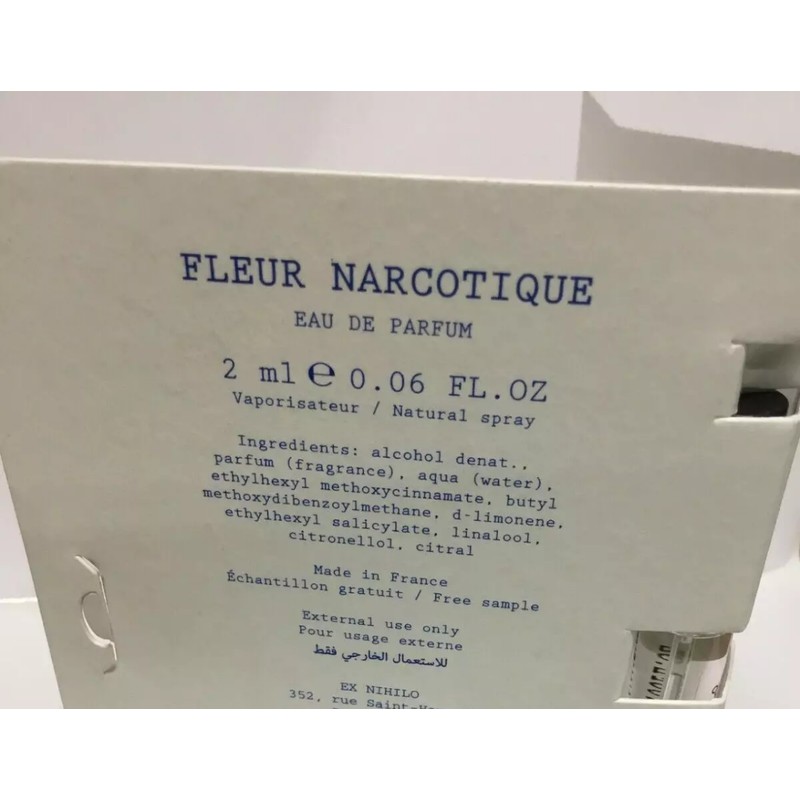 FLEUR NARCOTIQUE
EAU DE PARFUM
2 ml ℮ 0.06 FL.OZ
Vaporisateur / Natural spray
Ingredients: alcohol denat..
parfum (fragrance), aqua (water),
ethylhexyl methoxycinnamate, butyl
methoxydibenzoylmethane, d-limonene,
ethylhexyl salicylate, linalool,
citronellol, citral
Made in France
Échantillon gratuit / Free sample
External use only
Pour usage externe
للاستعمال الخارجي فقط
EX NIHILO
352, rue